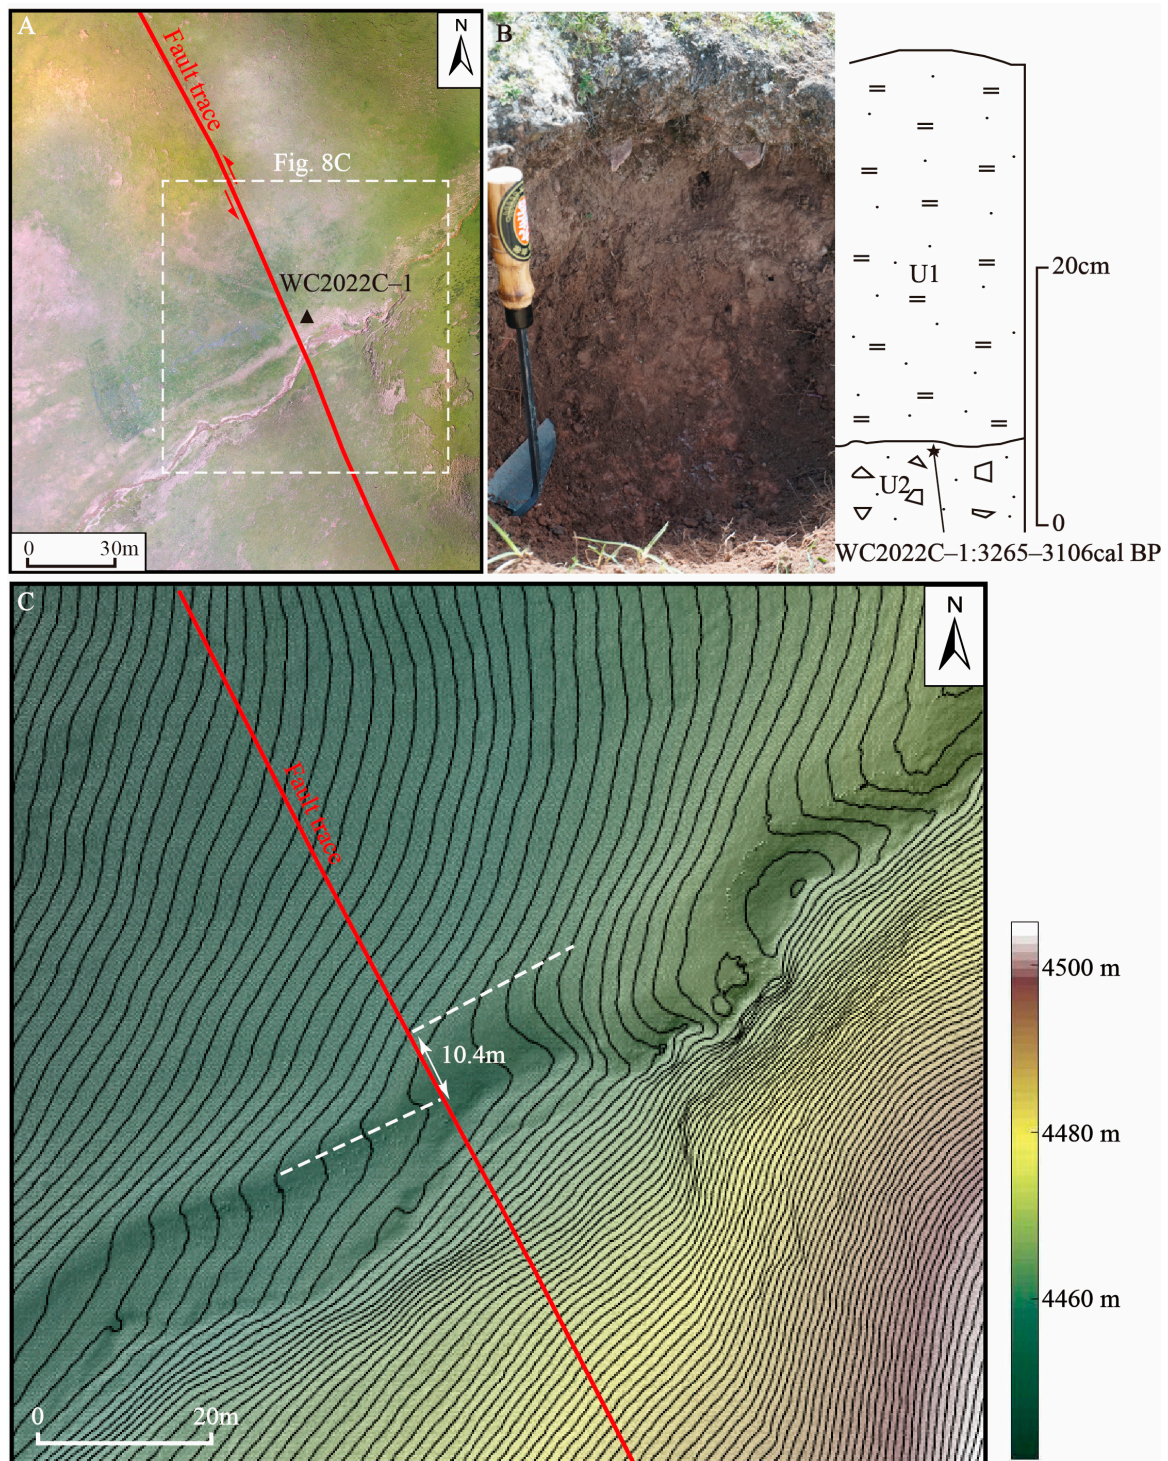 A
N
Fault trace
Fig. 8C
WC2022C–1
0 30m
B
U1
20cm
U2
0
WC2022C–1:3265–3106cal BP
C
N
Fault trace
10.4m
4500 m
4480 m
4460 m
0 20m